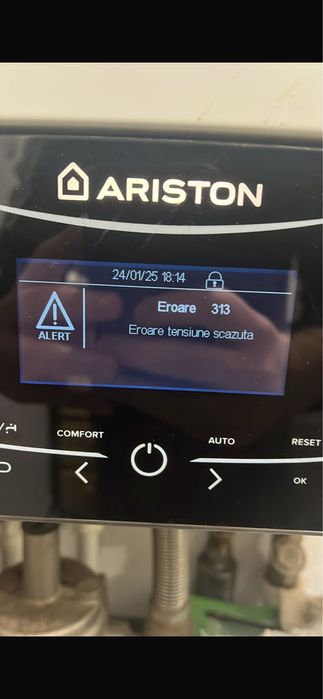 ARISTON
24/01/25 18:14
Eroare 313
ALERT
Eroare tensiune scazuta
COMFORT
AUTO
RESET
OK